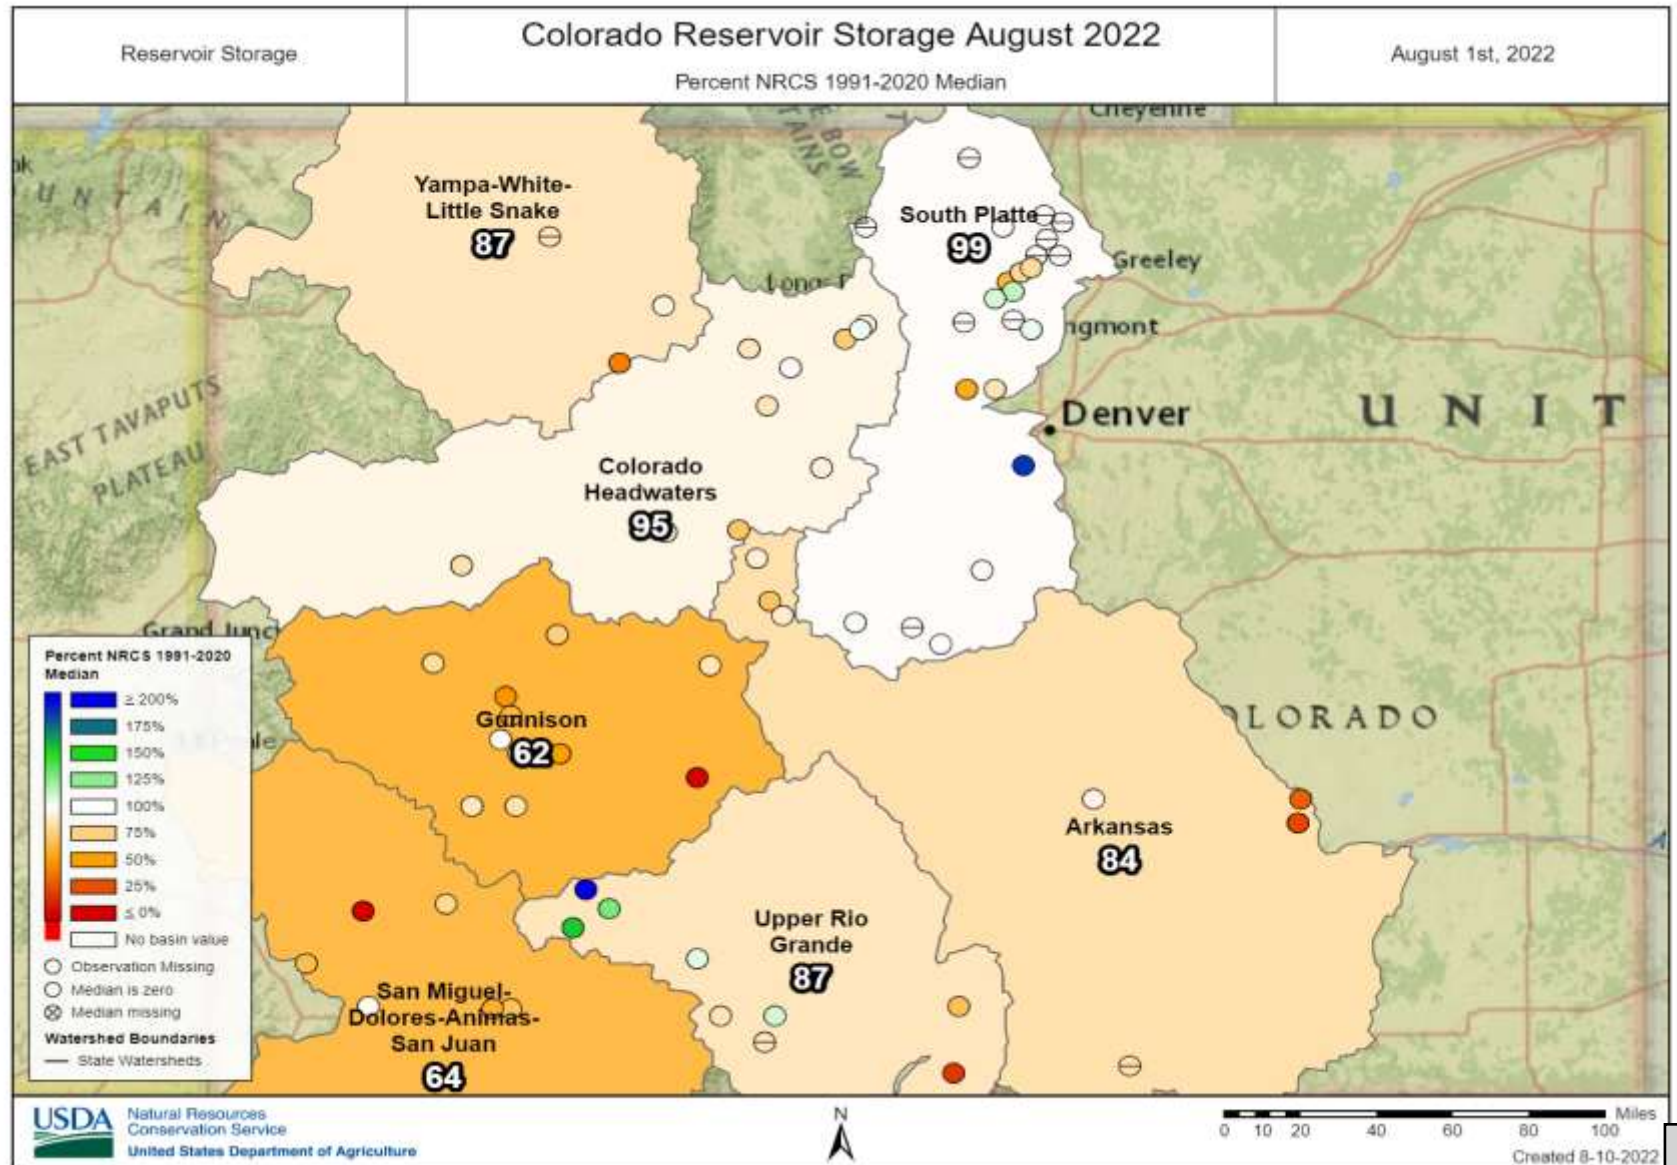 Reservoir Storage
Colorado Reservoir Storage August 2022
Percent NRCS 1991-2020 Median
August 1st, 2022
Cheyenne
E BOW
TAINS
UNTAIN
Yampa-White-
Little Snake
87
South Platte
99
Greeley
ngmont
Denver
UNIT
EAST TAVAPUTS
PLATEAU
Colorado
Headwaters
95
Grand Junct
Gunnison
62
OLORADO
Arkansas
84
Upper Rio
Grande
87
San Miguel-
Dolores-Animas-
San Juan
64
Percent NRCS 1991-2020
Median
≥ 200%
175%
150%
125%
100%
75%
50%
25%
≤ 0%
No basin value
Observation Missing
Median is zero
Median missing
Watershed Boundaries
State Watersheds
USDA
Natural Resources
Conservation Service
United States Department of Agriculture
N
Miles
0 10 20 40 60 80 100
Created 8-10-2022